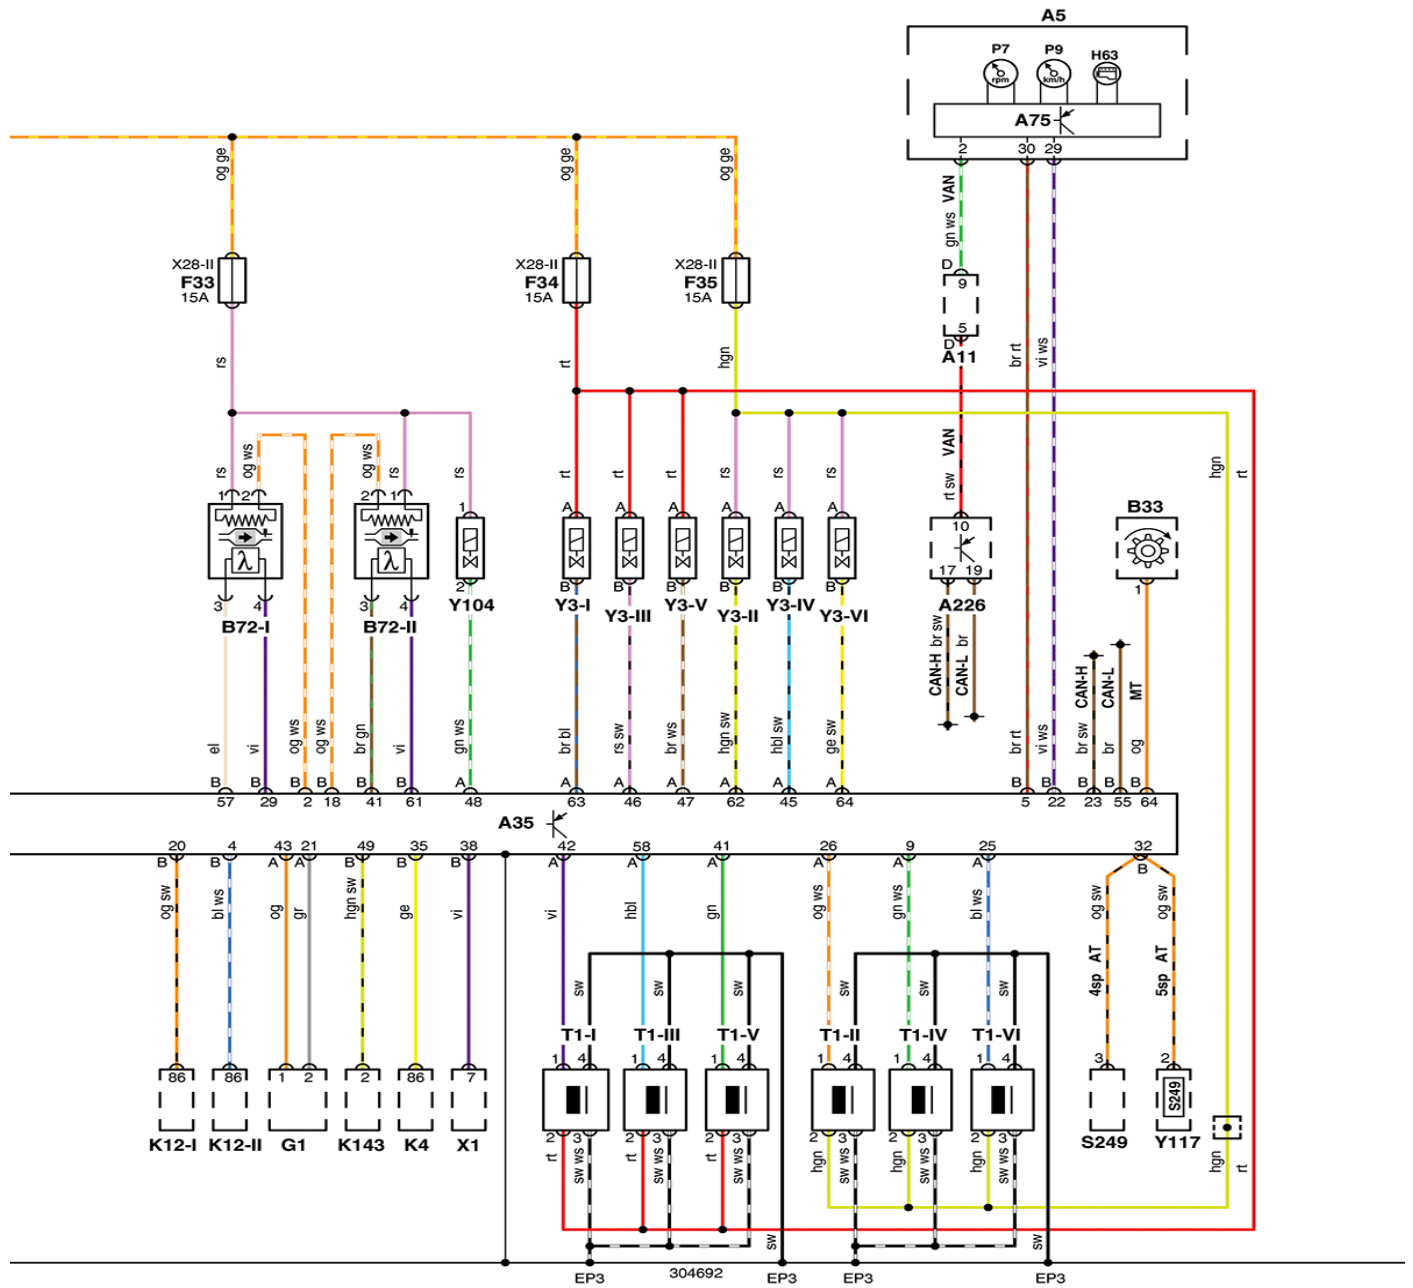 A5
P7 P9 H63
rpm km/h
A75
2 30 29
og ge og ge og ge
VAN
gn ws
X28-II X28-II X28-II
F33 F34 F35
15A 15A 15A
D
9
5
D
A11
rs rt hgn br rt vi ws
VAN
rt sw
hgn rt
rs og ws og ws rs rs rt rt rt rs rs rs
1 2 2 1 1 A A A A A A
10
B33
λ λ
17 19
3 4 3 4 2 B B B B B B
1
B72-I B72-II Y104 Y3-I Y3-III Y3-V Y3-II Y3-IV Y3-VI A226
CAN-H br sw CAN-L br
CAN-H CAN-L MT
el vi og ws og ws br gn vi gn ws br bl rs sw br ws hgn sw hbl sw ge sw br rt vi ws br sw br og
B B B B B A A A A A A A B B B B
57 29 2 18 41 61 48 63 46 47 62 45 64 5 22 23 55 64
A35
20 4 43 21 49 35 38 42 58 41 26 9 25 32
B B A A B B B A A A A A A B
og sw bl ws og gr hgn sw ge vi vi hbl gn og ws gn ws bl ws og sw og sw
sw sw sw sw sw sw
4sp AT 5sp AT
T1-I T1-III T1-V T1-II T1-IV T1-VI
1 4 1 4 1 4 1 4 1 4 1 4
3 2
86 86 1 2 2 86 7
S249
K12-I K12-II G1 K143 K4 X1
2 3 2 3 2 3 2 3 2 3 2 3
S249 Y117
rt sw ws rt sw ws rt sw ws hgn sw ws hgn sw ws hgn sw ws hgn rt
sw sw
EP3 304692 EP3 EP3 EP3